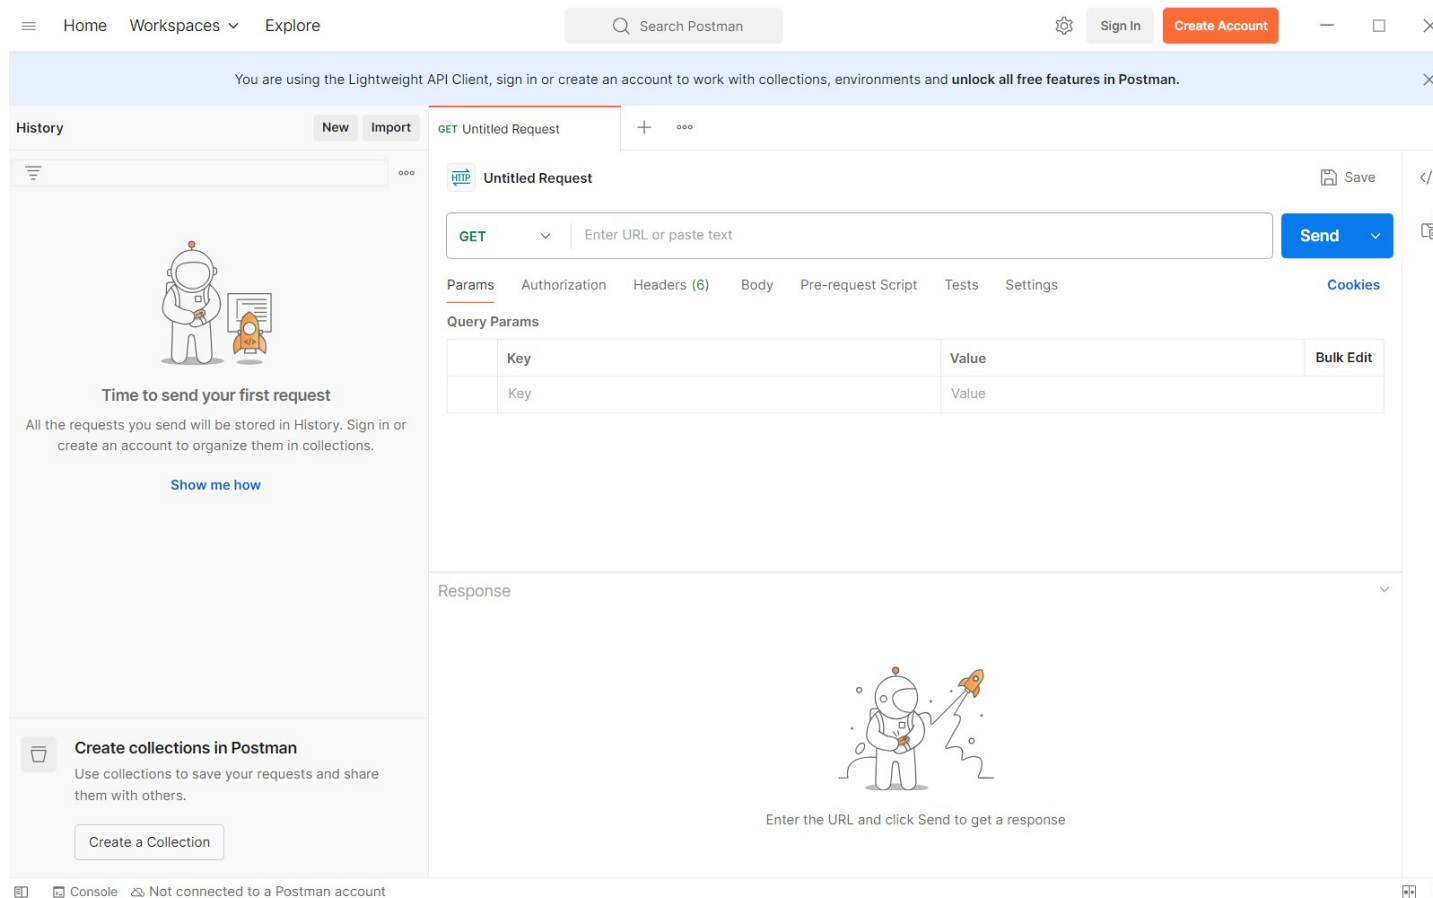 Home Workspaces Explore Search Postman Sign In Create Account
You are using the Lightweight API Client, sign in or create an account to work with collections, environments and unlock all free features in Postman.
History New Import
GET Untitled Request
HTTP Untitled Request Save
GET Enter URL or paste text Send
Params Authorization Headers (6) Body Pre-request Script Tests Settings Cookies
Query Params
Key Value Bulk Edit
Key Value
Time to send your first request
All the requests you send will be stored in History. Sign in or
create an account to organize them in collections.
Show me how
Response
Enter the URL and click Send to get a response
Create collections in Postman
Use collections to save your requests and share
them with others.
Create a Collection
Console Not connected to a Postman account